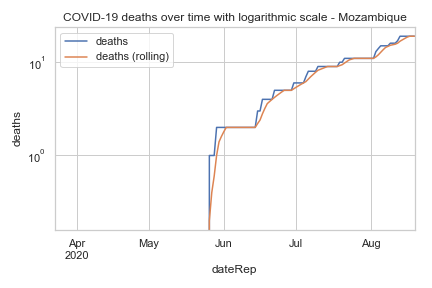 COVID-19 deaths over time with logarithmic scale - Mozambique
deaths
deaths (rolling)
10¹
10⁰
deaths
Apr
2020
May
Jun
Jul
Aug
dateRep